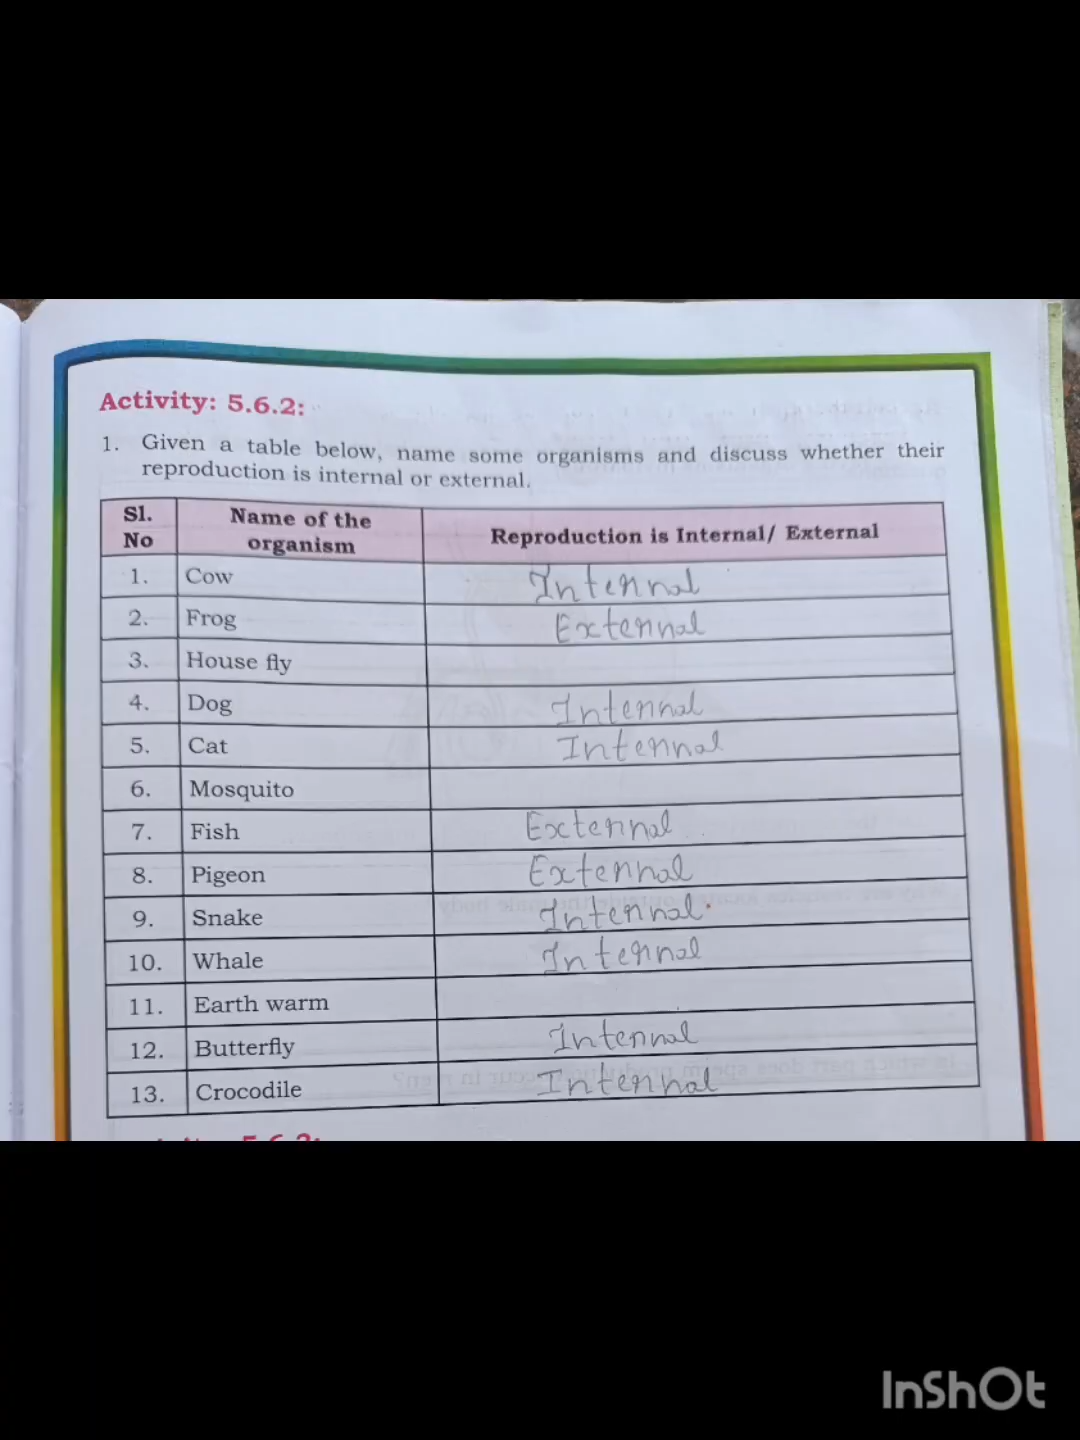 Activity: 5.6.2:
1. Given a table below, name some organisms and discuss whether their
reproduction is internal or external.
Sl. No Name of the organism Reproduction is Internal/ External
1. Cow Internal
2. Frog External
3. House fly
4. Dog Internal
5. Cat Internal
6. Mosquito
7. Fish External
8. Pigeon External
9. Snake Internal.
10. Whale Internal
11. Earth warm
12. Butterfly Internal
13. Crocodile Internal
InShOt